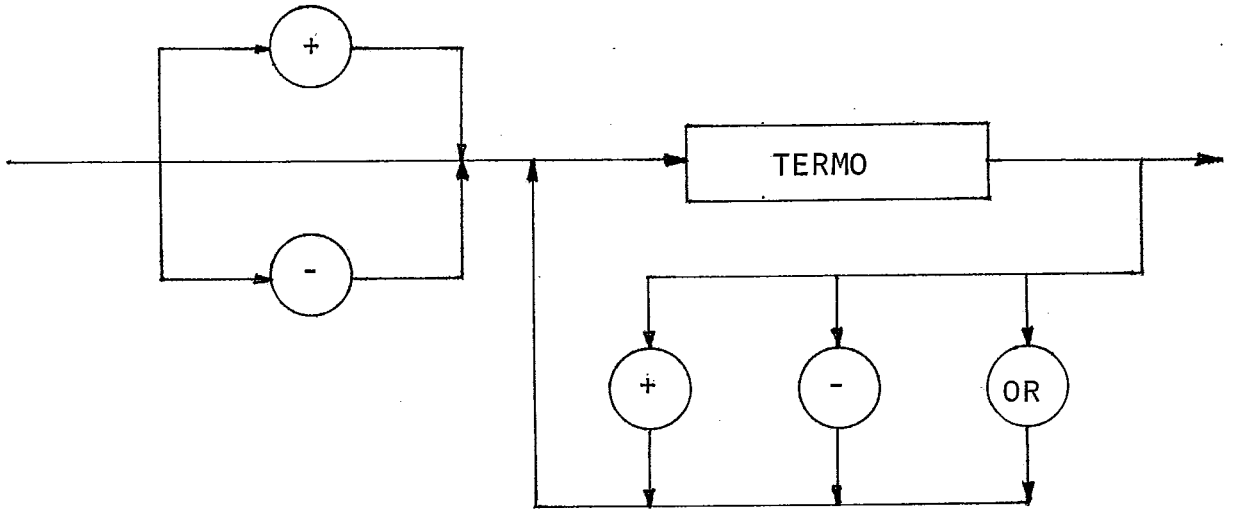 +
TERMO
-
+ - OR